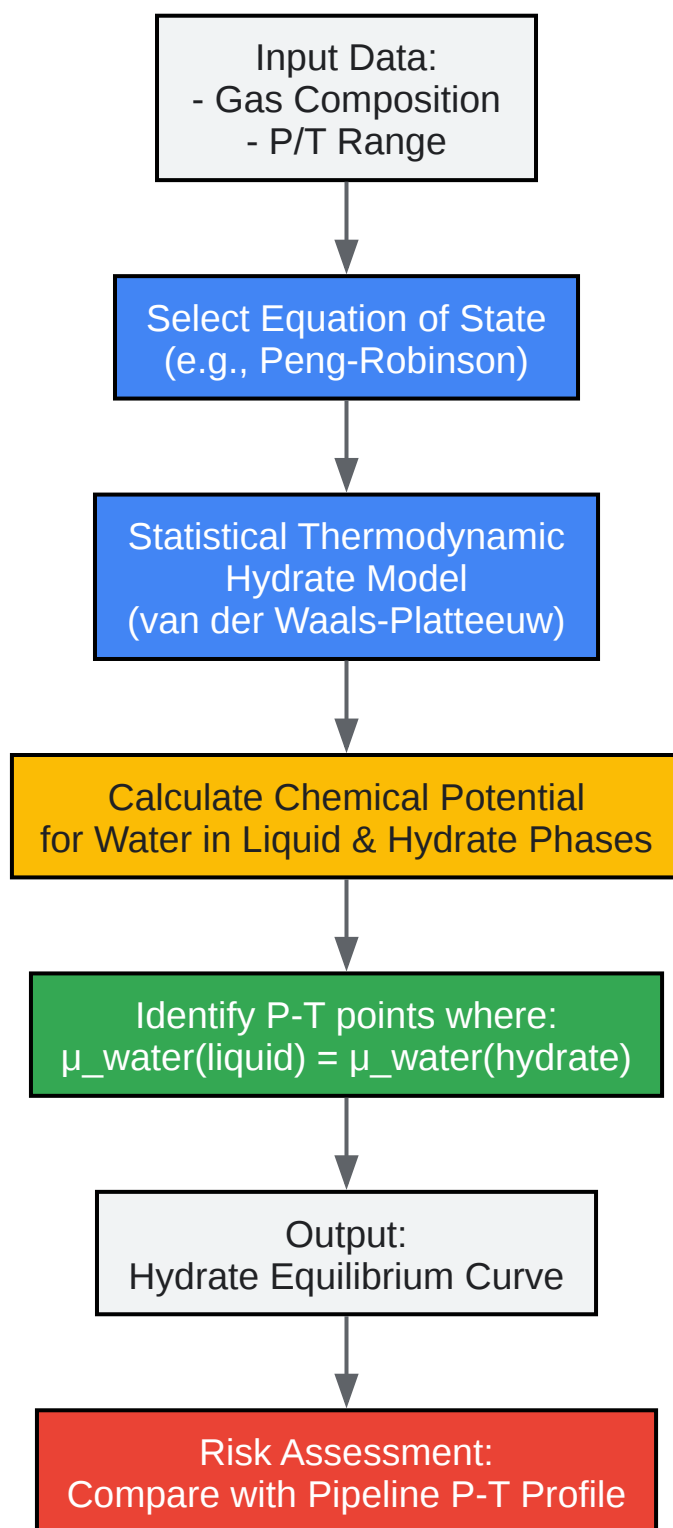 Input Data:
- Gas Composition
- P/T Range
Select Equation of State
(e.g., Peng-Robinson)
Statistical Thermodynamic
Hydrate Model
(van der Waals-Platteeuw)
Calculate Chemical Potential
for Water in Liquid & Hydrate Phases
Identify P-T points where:
μ_water(liquid) = μ_water(hydrate)
Output:
Hydrate Equilibrium Curve
Risk Assessment:
Compare with Pipeline P-T Profile